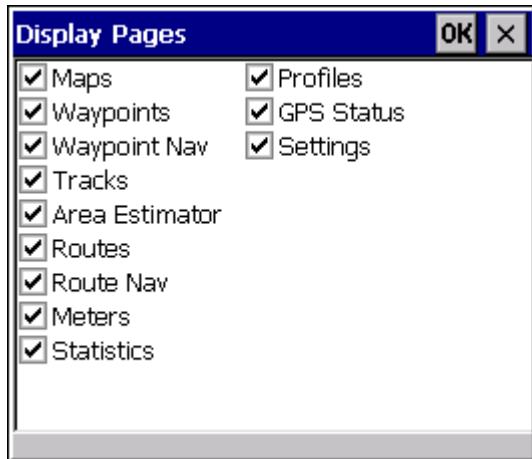 Display Pages OK
Maps
Waypoints
Waypoint Nav
Tracks
Area Estimator
Routes
Route Nav
Meters
Statistics
Profiles
GPS Status
Settings